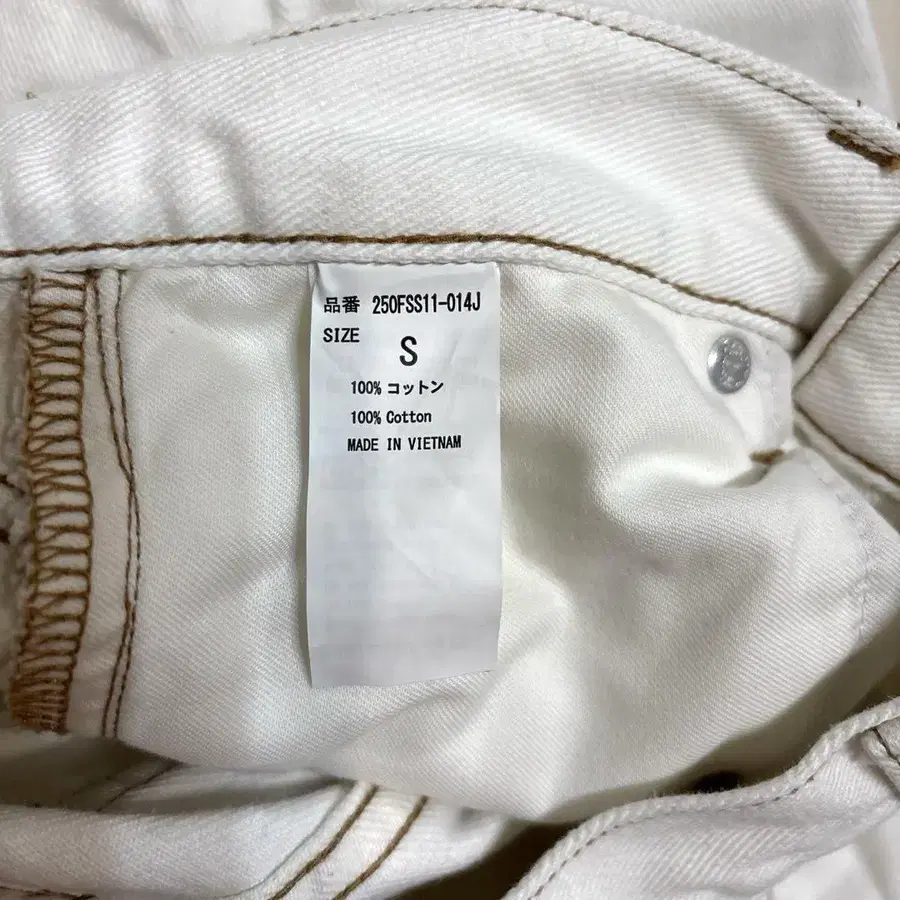 品番 250FSS11-014J
SIZE
S
100% コットン
100% Cotton
MADE IN VIETNAM